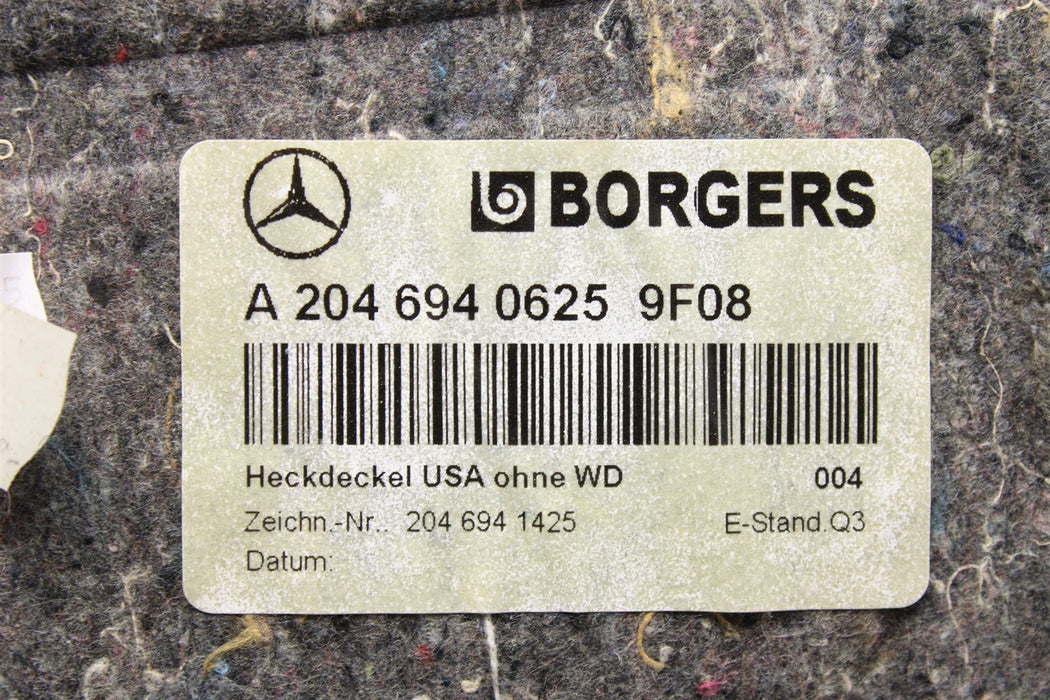 BORGERS
A 204 694 0625 9F08
Heckdeckel USA ohne WD 004
Zeichn.-Nr.: 204 694 1425 E-Stand.Q3
Datum: